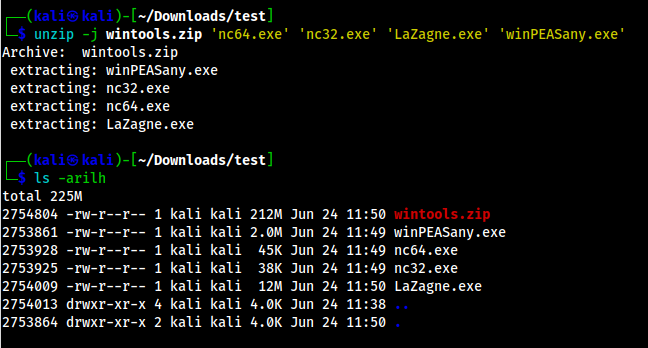 ┌──(kali㉿kali)-[~/Downloads/test]
└─$ unzip -j wintools.zip 'nc64.exe' 'nc32.exe' 'LaZagne.exe' 'winPEASany.exe'
Archive:  wintools.zip
 extracting: winPEASany.exe
 extracting: nc32.exe
 extracting: nc64.exe
 extracting: LaZagne.exe
┌──(kali㉿kali)-[~/Downloads/test]
└─$ ls -arilh
total 225M
2754804 -rw-r--r-- 1 kali kali 212M Jun 24 11:50 wintools.zip
2753861 -rw-r--r-- 1 kali kali 2.0M Jun 24 11:49 winPEASany.exe
2753928 -rw-r--r-- 1 kali kali  45K Jun 24 11:49 nc64.exe
2753925 -rw-r--r-- 1 kali kali  38K Jun 24 11:49 nc32.exe
2754009 -rw-r--r-- 1 kali kali  12M Jun 24 11:50 LaZagne.exe
2754013 drwxr-xr-x 4 kali kali 4.0K Jun 24 11:38 ..
2753864 drwxr-xr-x 2 kali kali 4.0K Jun 24 11:50 .